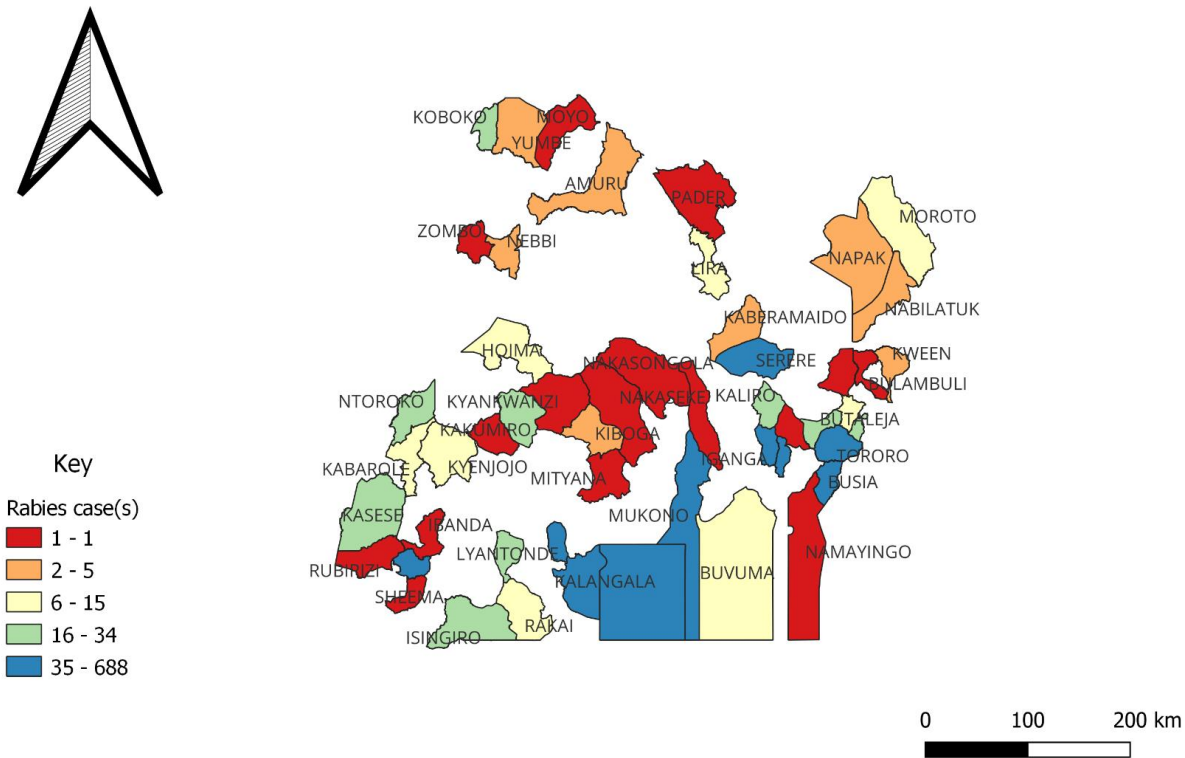 KOBOKO
MOYO
YUMBE
AMURU
PADER
ZOMBO
NEBBI
MOROTO
LIRA
NAPAK
NABILATUK
KABERAMAIDO
HOIMA
NAKASONGOLA
SERERE
KWEEN
BULAMBULI
NTOROKO
KYANKWANZI
NAKASEKE
KALIRO
BUTALEJA
KAKUMIRO
KIBOGA
IGANGA
TORORO
KABAROLE
KYENJOJO
MITYANA
BUSIA
KASESE
IBANDA
MUKONO
LYANTONDE
NAMAYINGO
RUBIRIZI
KALANGALA
BUVUMA
SHEEMA
ISINGIRO
RAKAI
Key
Rabies case(s)
1 - 1
2 - 5
6 - 15
16 - 34
35 - 688
0 100 200 km